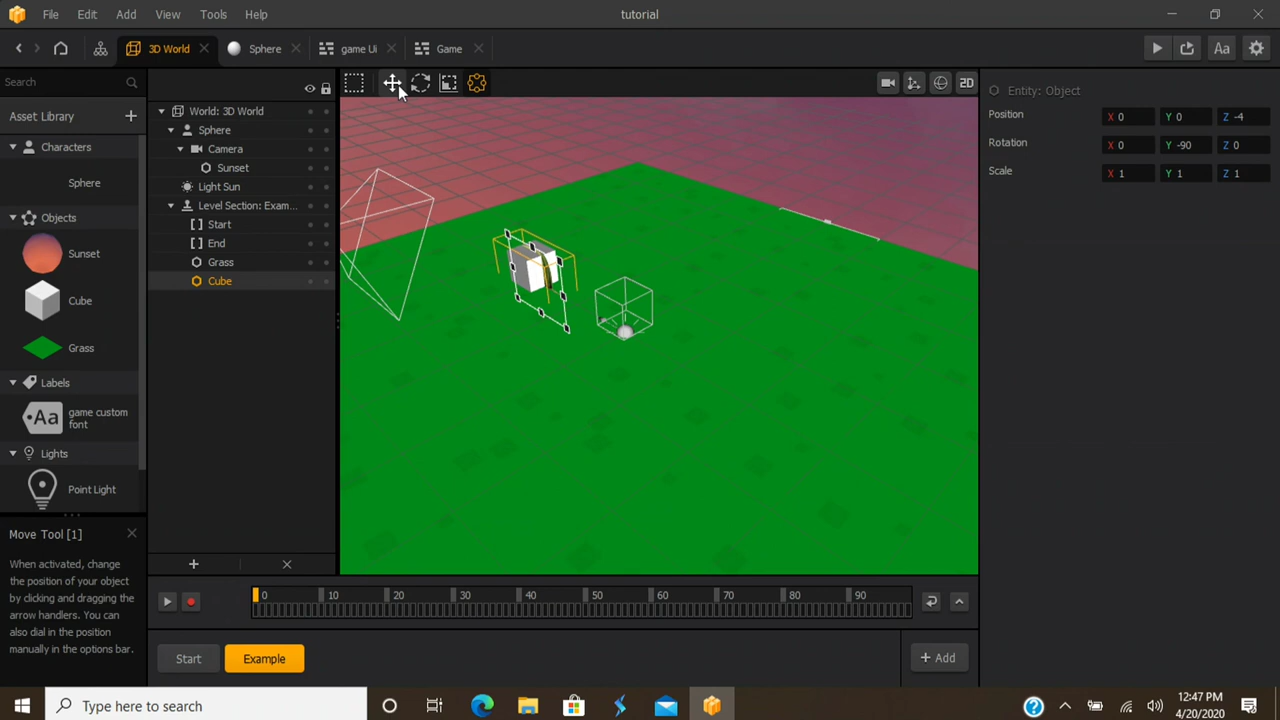 File Edit Add View Tools Help
tutorial
3D World Sphere game Ui Game
Aa
Search
Asset Library
Characters
Sphere
Objects
Sunset
Cube
Grass
Labels
Aa game custom
font
Lights
Point Light
Move Tool [1]
When activated, change
the position of your object
by clicking and dragging the
arrow handlers. You can
also dial in the position
manually in the options bar.
World: 3D World
Sphere
Camera
Sunset
Light Sun
Level Section: Exam...
Start
End
Grass
Cube
2D
Entity: Object
Position X 0 Y 0 Z -4
Rotation X 0 Y -90 Z 0
Scale X 1 Y 1 Z 1
0 10 20 30 40 50 60 70 80 90
Start Example + Add
Type here to search
12:47 PM
4/20/2020